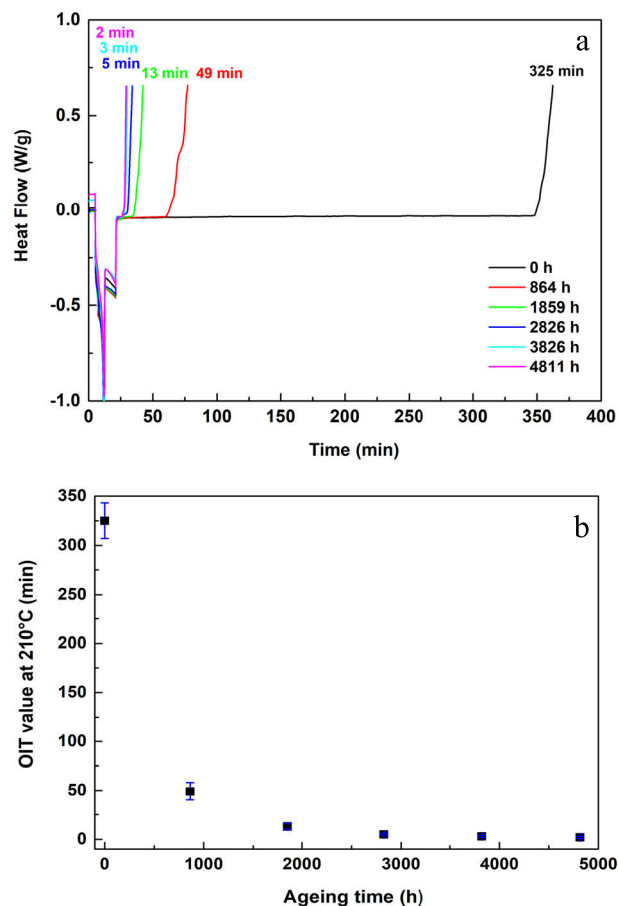 a
2 min
3 min
5 min
13 min
49 min
325 min
1.0
0.5
0.0
-0.5
-1.0
Heat Flow (W/g)
0 h
864 h
1859 h
2826 h
3826 h
4811 h
0 50 100 150 200 250 300 350 400
Time (min)
b
350
300
250
200
150
100
50
0
OIT value at 210°C (min)
0 1000 2000 3000 4000 5000
Ageing time (h)